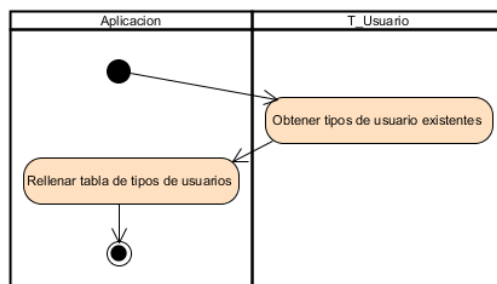 Aplicacion
T_Usuario
Obtener tipos de usuario existentes
Rellenar tabla de tipos de usuarios